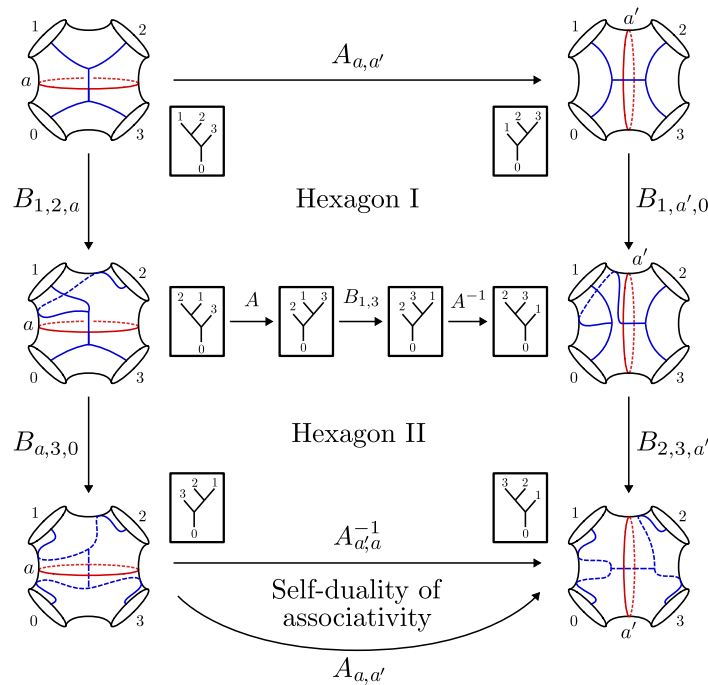 1 2 a 0 3
A_{a,a′}
a′ 1 2 0 3
1 2 3 0
2 3 1 0
B_{1,2,a}
Hexagon I
B_{1,a′,0}
1 2 a 0 3
2 1 3 0
A
1 3 2 0
B_{1,3}
3 1 2 0
A^{-1}
2 3 1 0
a′ 1 2 0 3
B_{a,3,0}
Hexagon II
B_{2,3,a′}
1 2 a 0 3
2 1 3 0
A^{-1}_{a′,a}
3 2 1 0
1 2 0 3 a′
Self-duality of
associativity
A_{a,a′}